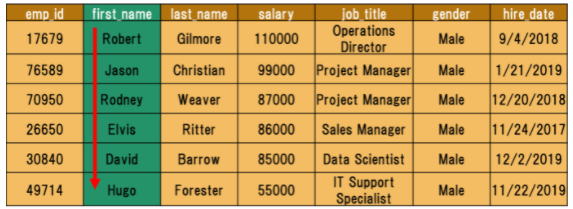 emp_id first_name last_name salary job_title gender hire_date
17679 Robert Gilmore 110000 Operations Director Male 9/4/2018
76589 Jason Christian 99000 Project Manager Male 1/21/2019
70950 Rodney Weaver 87000 Project Manager Male 12/20/2018
26650 Elvis Ritter 86000 Sales Manager Male 11/24/2017
30840 David Barrow 85000 Data Scientist Male 12/2/2019
49714 Hugo Forester 55000 IT Support Specialist Male 11/22/2019